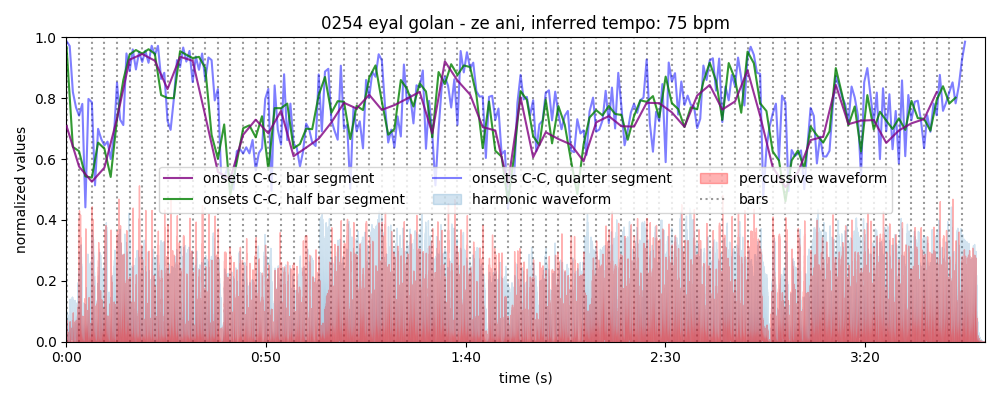 0254 eyal golan - ze ani, inferred tempo: 75 bpm
normalized values
1.0
0.8
0.6
0.4
0.2
0.0
onsets C-C, bar segment
onsets C-C, half bar segment
onsets C-C, quarter segment
harmonic waveform
percussive waveform
bars
0:00
0:50
1:40
2:30
3:20
time (s)